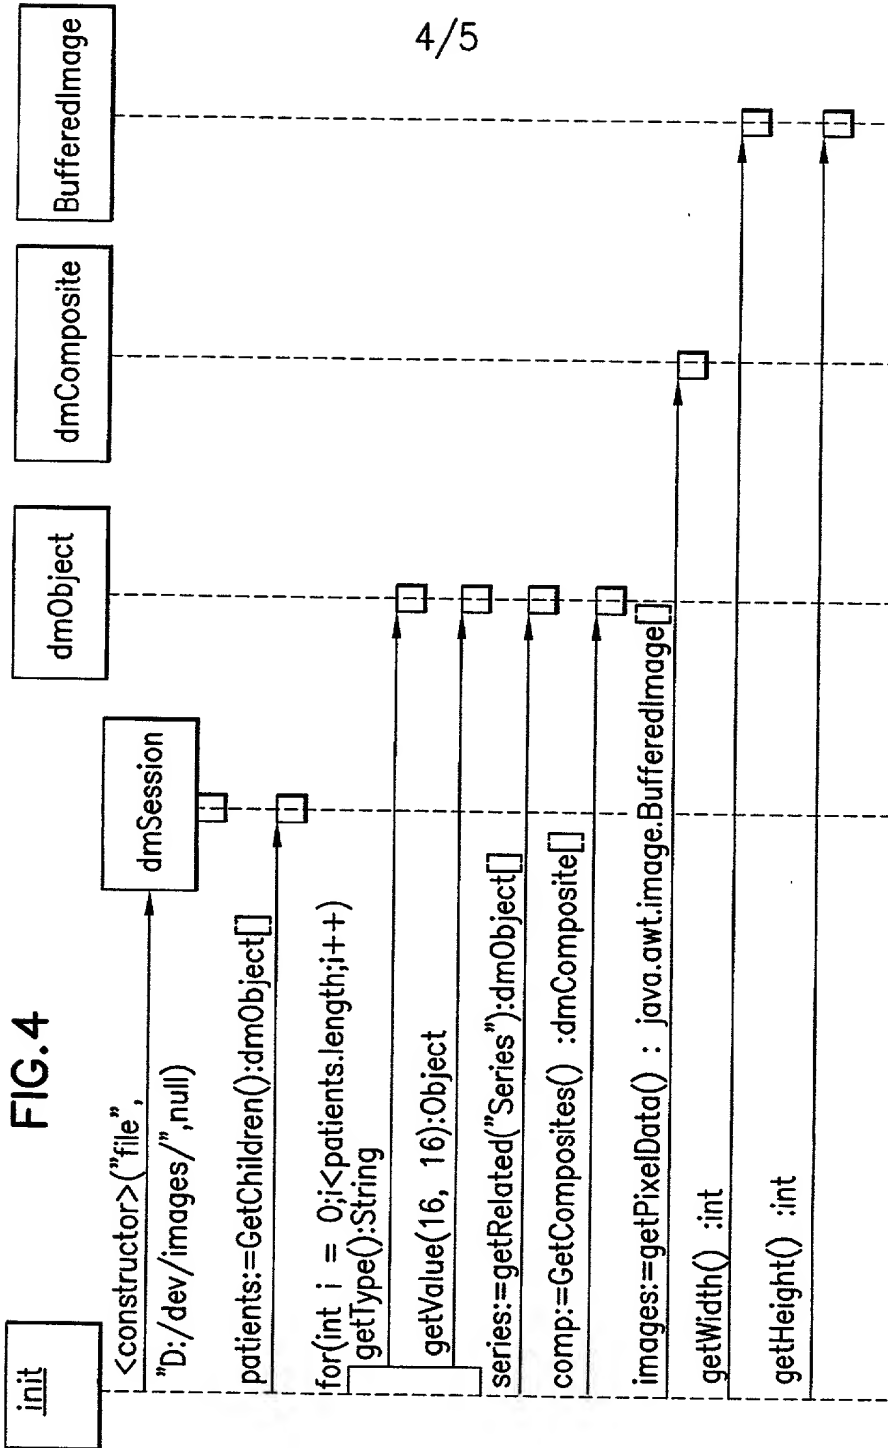 4/5
FIG.4
init
dmSession
dmObject
dmComposite
BufferedImage
<constructor>("file",
"D:/dev/images/",null)
patients:=GetChildren():dmObject[]
for(int i = 0;i<patients.length;i++)
getType():String
getValue(16, 16):Object
series:=getRelated("Series"):dmObject[]
comp:=GetComposites() :dmComposite[]
images:=getPixelData() : java.awt.image.BufferedImage[]
getWidth() :int
getHeight() :int